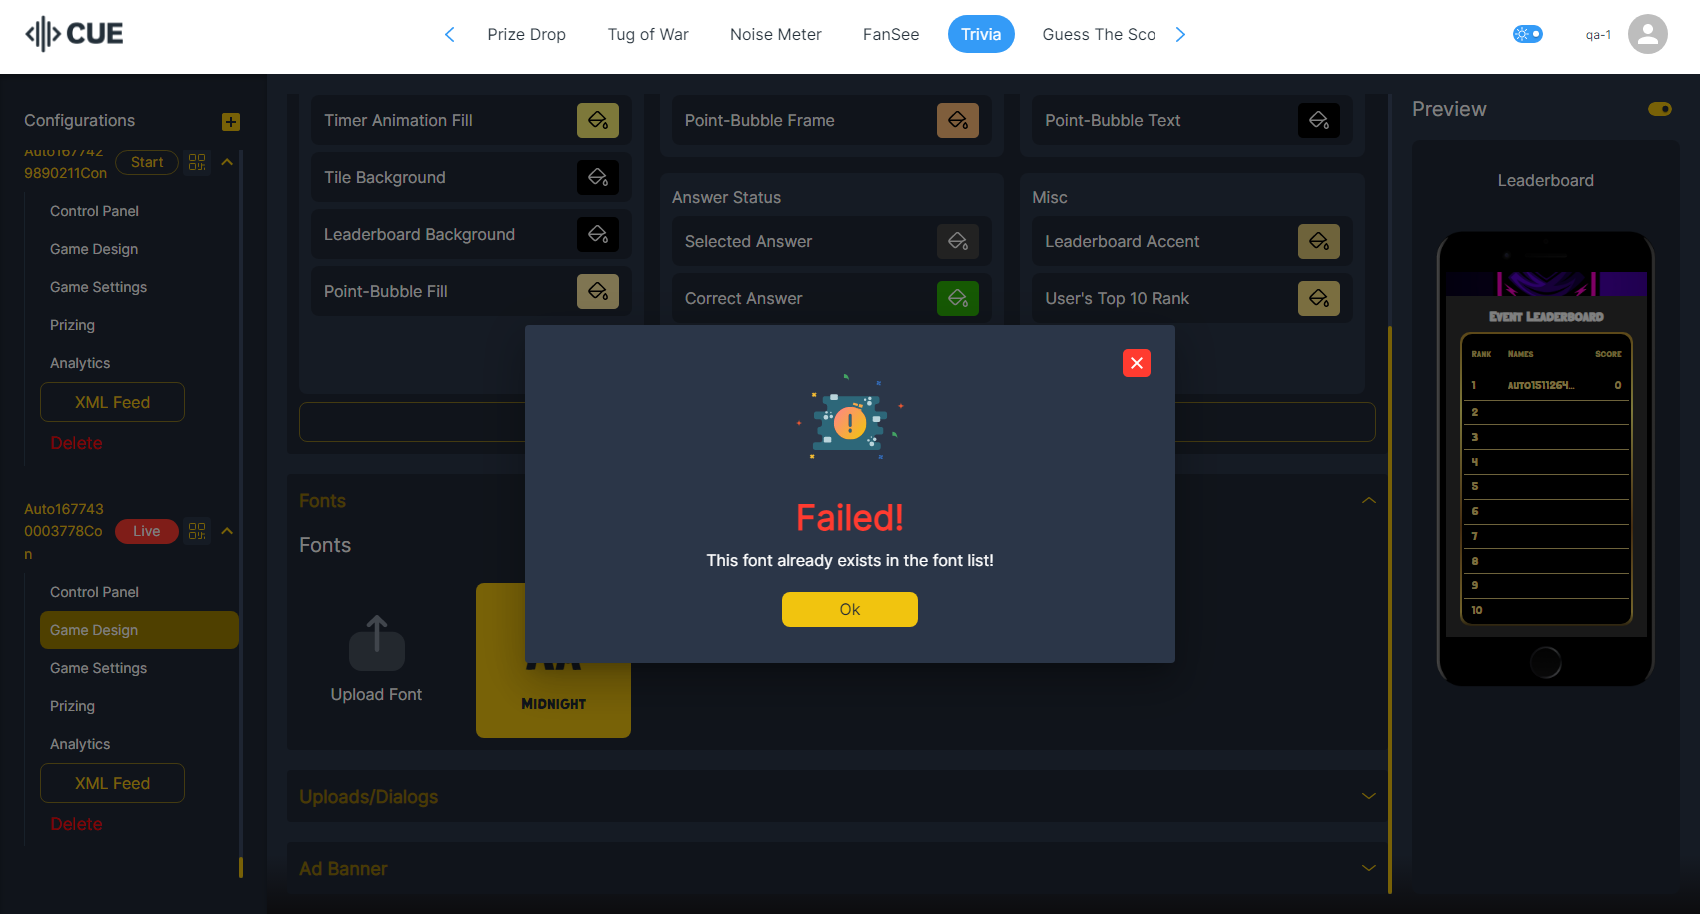 CUE
Prize Drop
Tug of War
Noise Meter
FanSee
Trivia
Guess The Sco
qa-1
Configurations
Auto167742
9890211Con
Start
Control Panel
Game Design
Game Settings
Prizing
Analytics
XML Feed
Delete
Auto167743
0003778Co
n
Live
Control Panel
Game Design
Game Settings
Prizing
Analytics
XML Feed
Delete
Timer Animation Fill
Tile Background
Leaderboard Background
Point-Bubble Fill
Point-Bubble Frame
Answer Status
Selected Answer
Correct Answer
Point-Bubble Text
Misc
Leaderboard Accent
User's Top 10 Rank
Failed!
This font already exists in the font list!
Ok
Fonts
Fonts
Upload Font
Midnight
Uploads/Dialogs
Ad Banner
Preview
Leaderboard
Event Leaderboard
Rank Names Score
1 auto1511264... 0
2
3
4
5
6
7
8
9
10